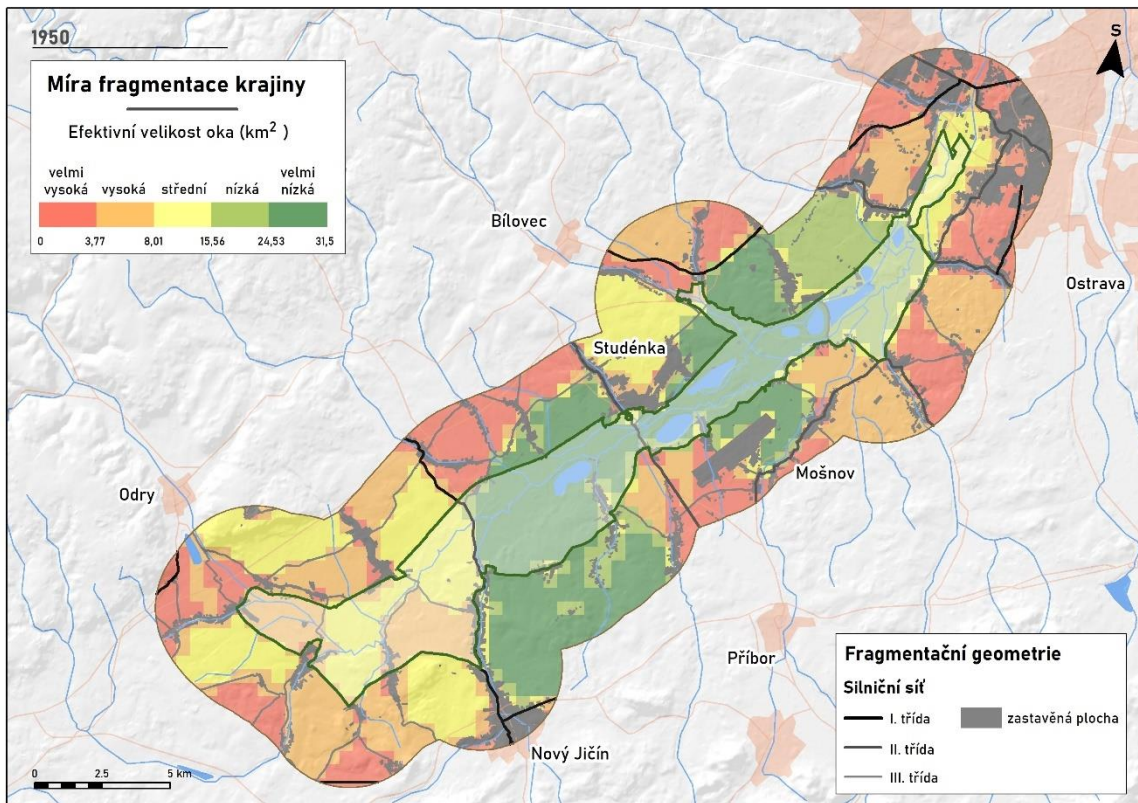 1950
Míra fragmentace krajiny
Efektivní velikost oka (km²)
velmi vysoká
vysoká
střední
nízká
velmi nízká
0
3,77
8,01
15,56
24,53
31,5
S
Bílovec
Ostrava
Studénka
Mošnov
Odry
Příbor
Nový Jičín
0
2.5
5 km
Fragmentační geometrie
Silniční síť
I. třída
zastavěná plocha
II. třída
III. třída